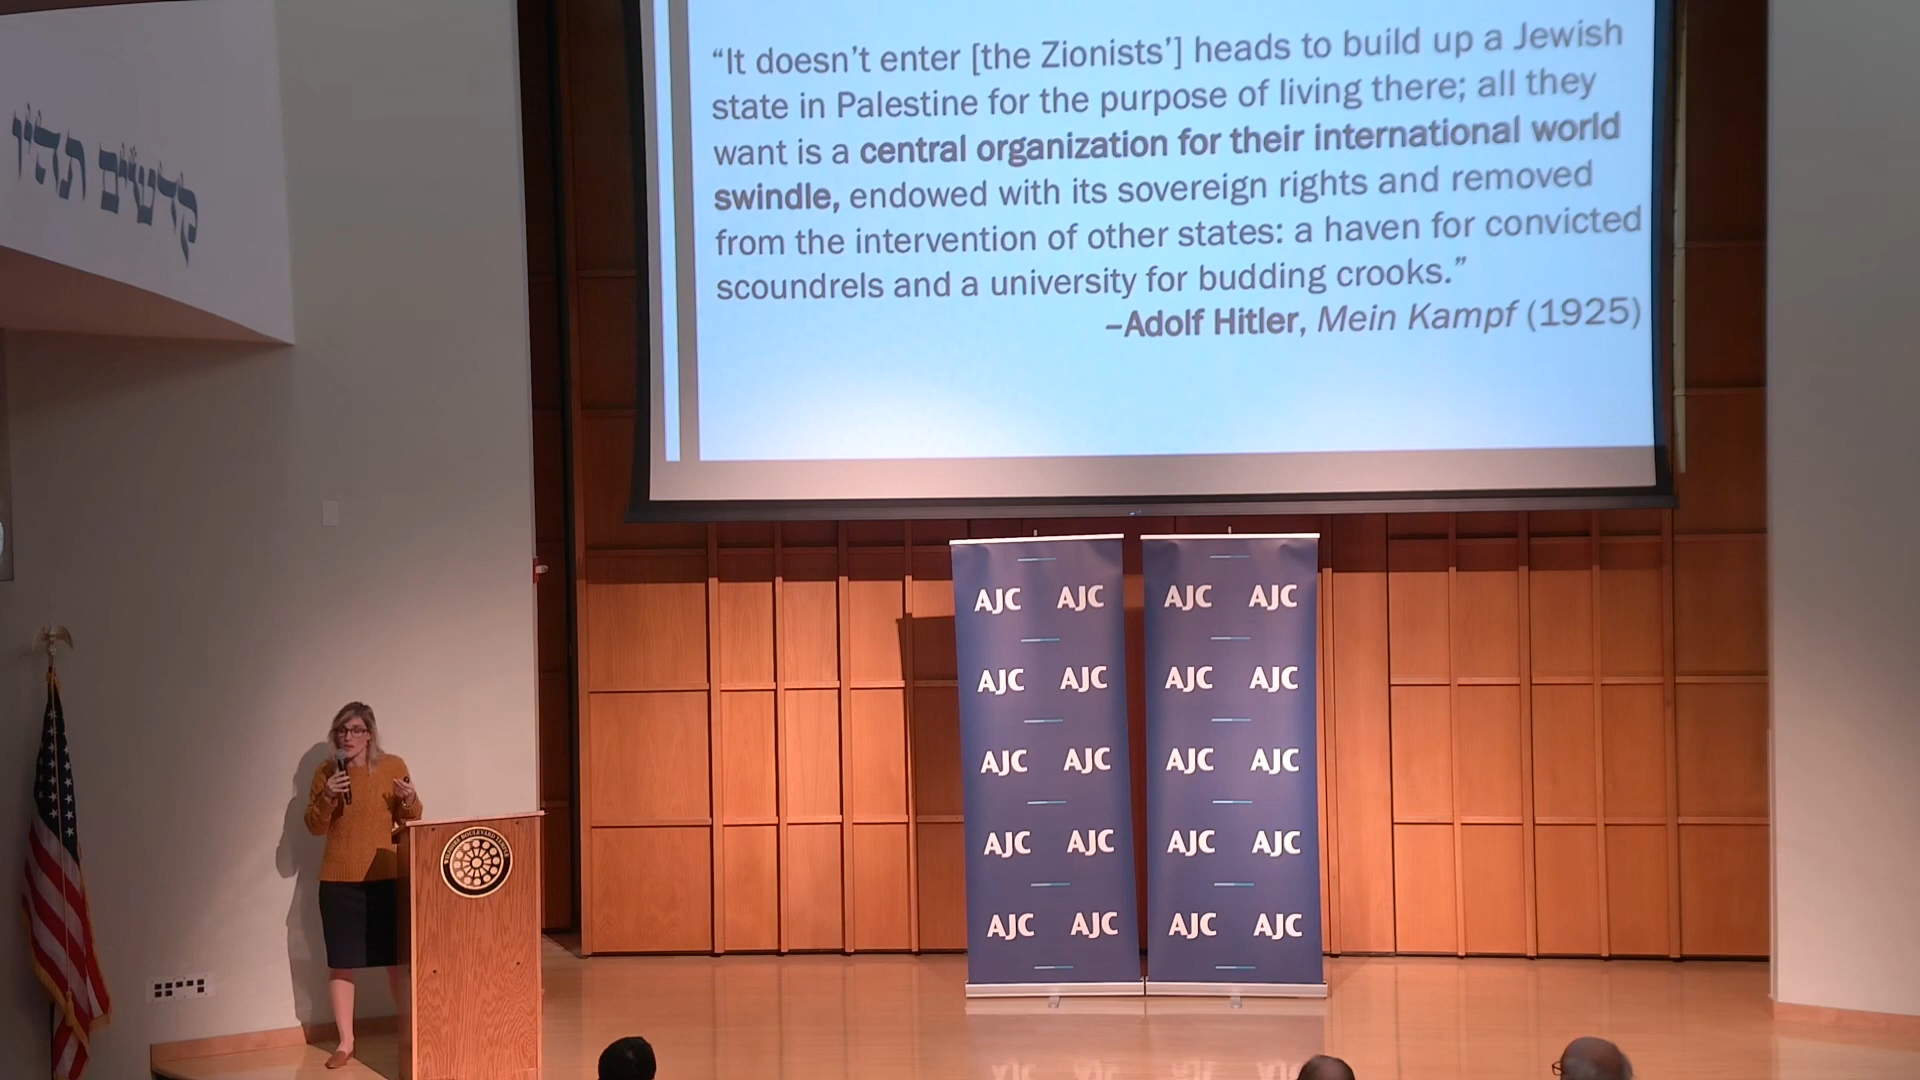 “It doesn’t enter [the Zionists’] heads to build up a Jewish
state in Palestine for the purpose of living there; all they
want is a central organization for their international world
swindle, endowed with its sovereign rights and removed
from the intervention of other states: a haven for convicted
scoundrels and a university for budding crooks.”
–Adolf Hitler, Mein Kampf (1925)
קדשים תהיו
AJC AJC AJC AJC
AJC AJC AJC AJC
AJC AJC AJC AJC
AJC AJC AJC AJC
AJC AJC AJC AJC
WILSHIRE BOULEVARD TEMPLE